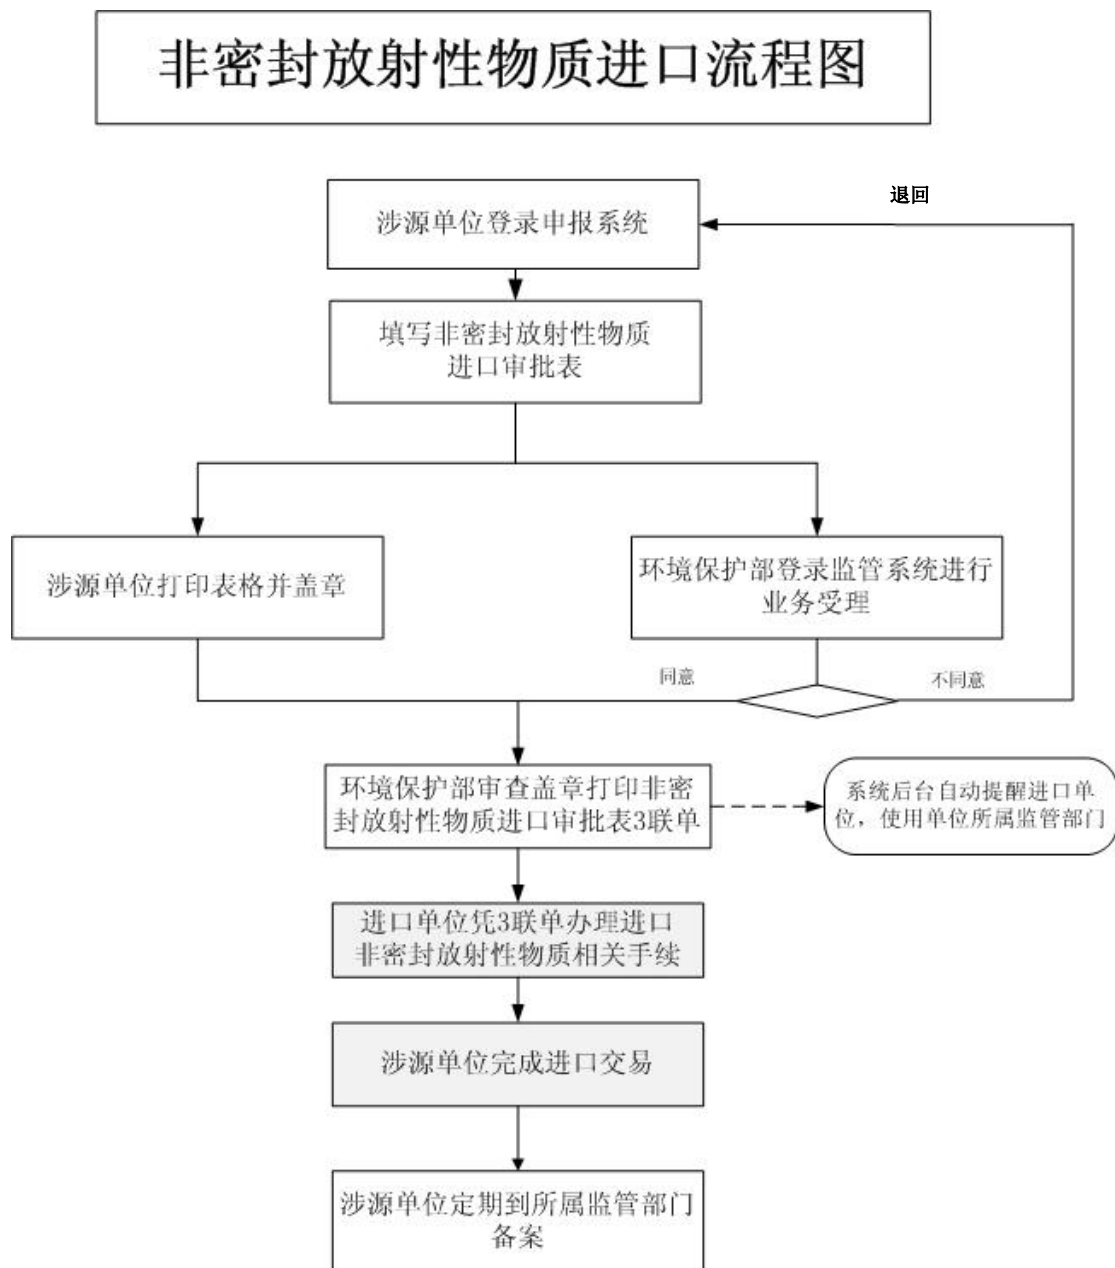 非密封放射性物质进口流程图
退回
涉源单位登录申报系统
填写非密封放射性物质
进口审批表
涉源单位打印表格并盖章
环境保护部登录监管系统进行
业务受理
同意
不同意
环境保护部审查盖章打印非密
封放射性物质进口审批表3联单
系统后台自动提醒进口单
位，使用单位所属监管部门
进口单位凭3联单办理进口
非密封放射性物质相关手续
涉源单位完成进口交易
涉源单位定期到所属监管部门
备案